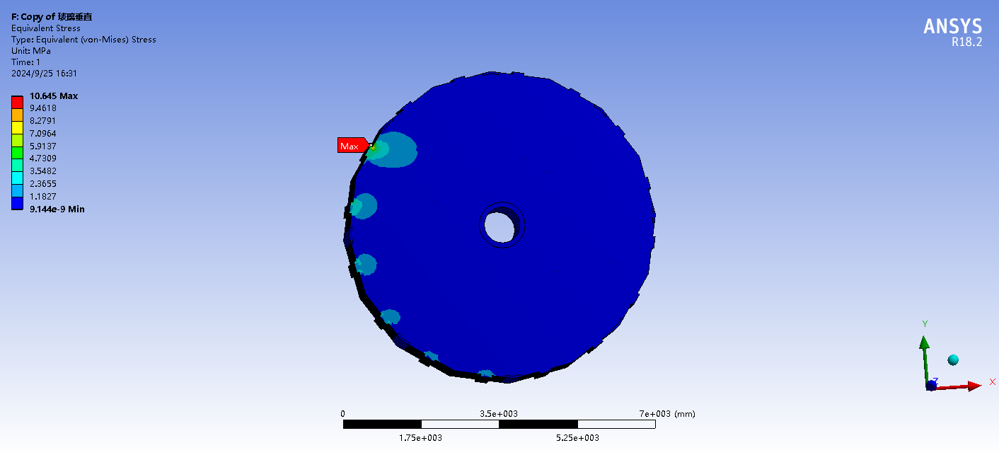 F: Copy of 玻璃垂直
Equivalent Stress
Type: Equivalent (von-Mises) Stress
Unit: MPa
Time: 1
2024/9/25 16:31
10.645 Max
9.4618
8.2791
7.0964
5.9137
4.7309
3.5482
2.3655
1.1827
9.144e-9 Min
ANSYS
R18.2
Max
Y
Z
X
0 3.5e+003 7e+003 (mm)
1.75e+003 5.25e+003